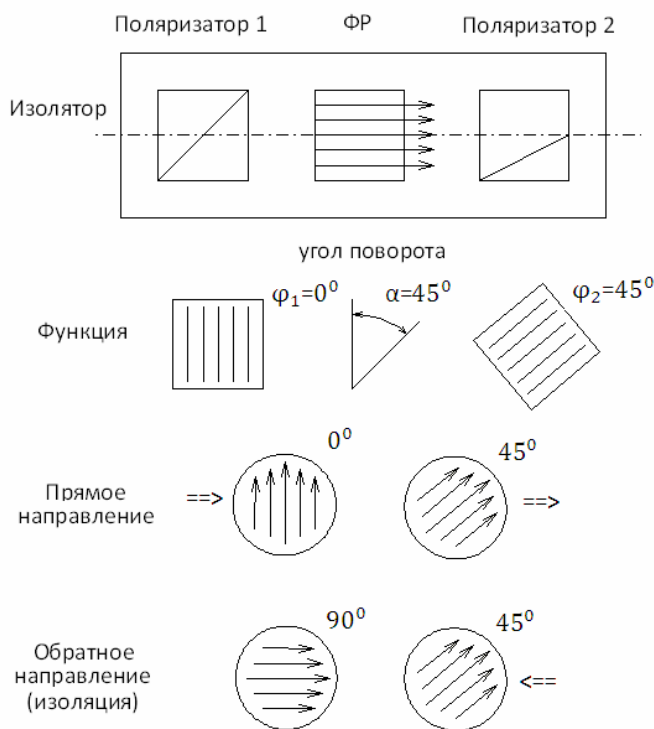 Поляризатор 1 ФР Поляризатор 2
Изолятор
угол поворота
φ₁=0⁰ α=45⁰ φ₂=45⁰
Функция
0⁰ 45⁰
Прямое
направление
==> ==>
90⁰ 45⁰
Обратное
направление
(изоляция)
<==